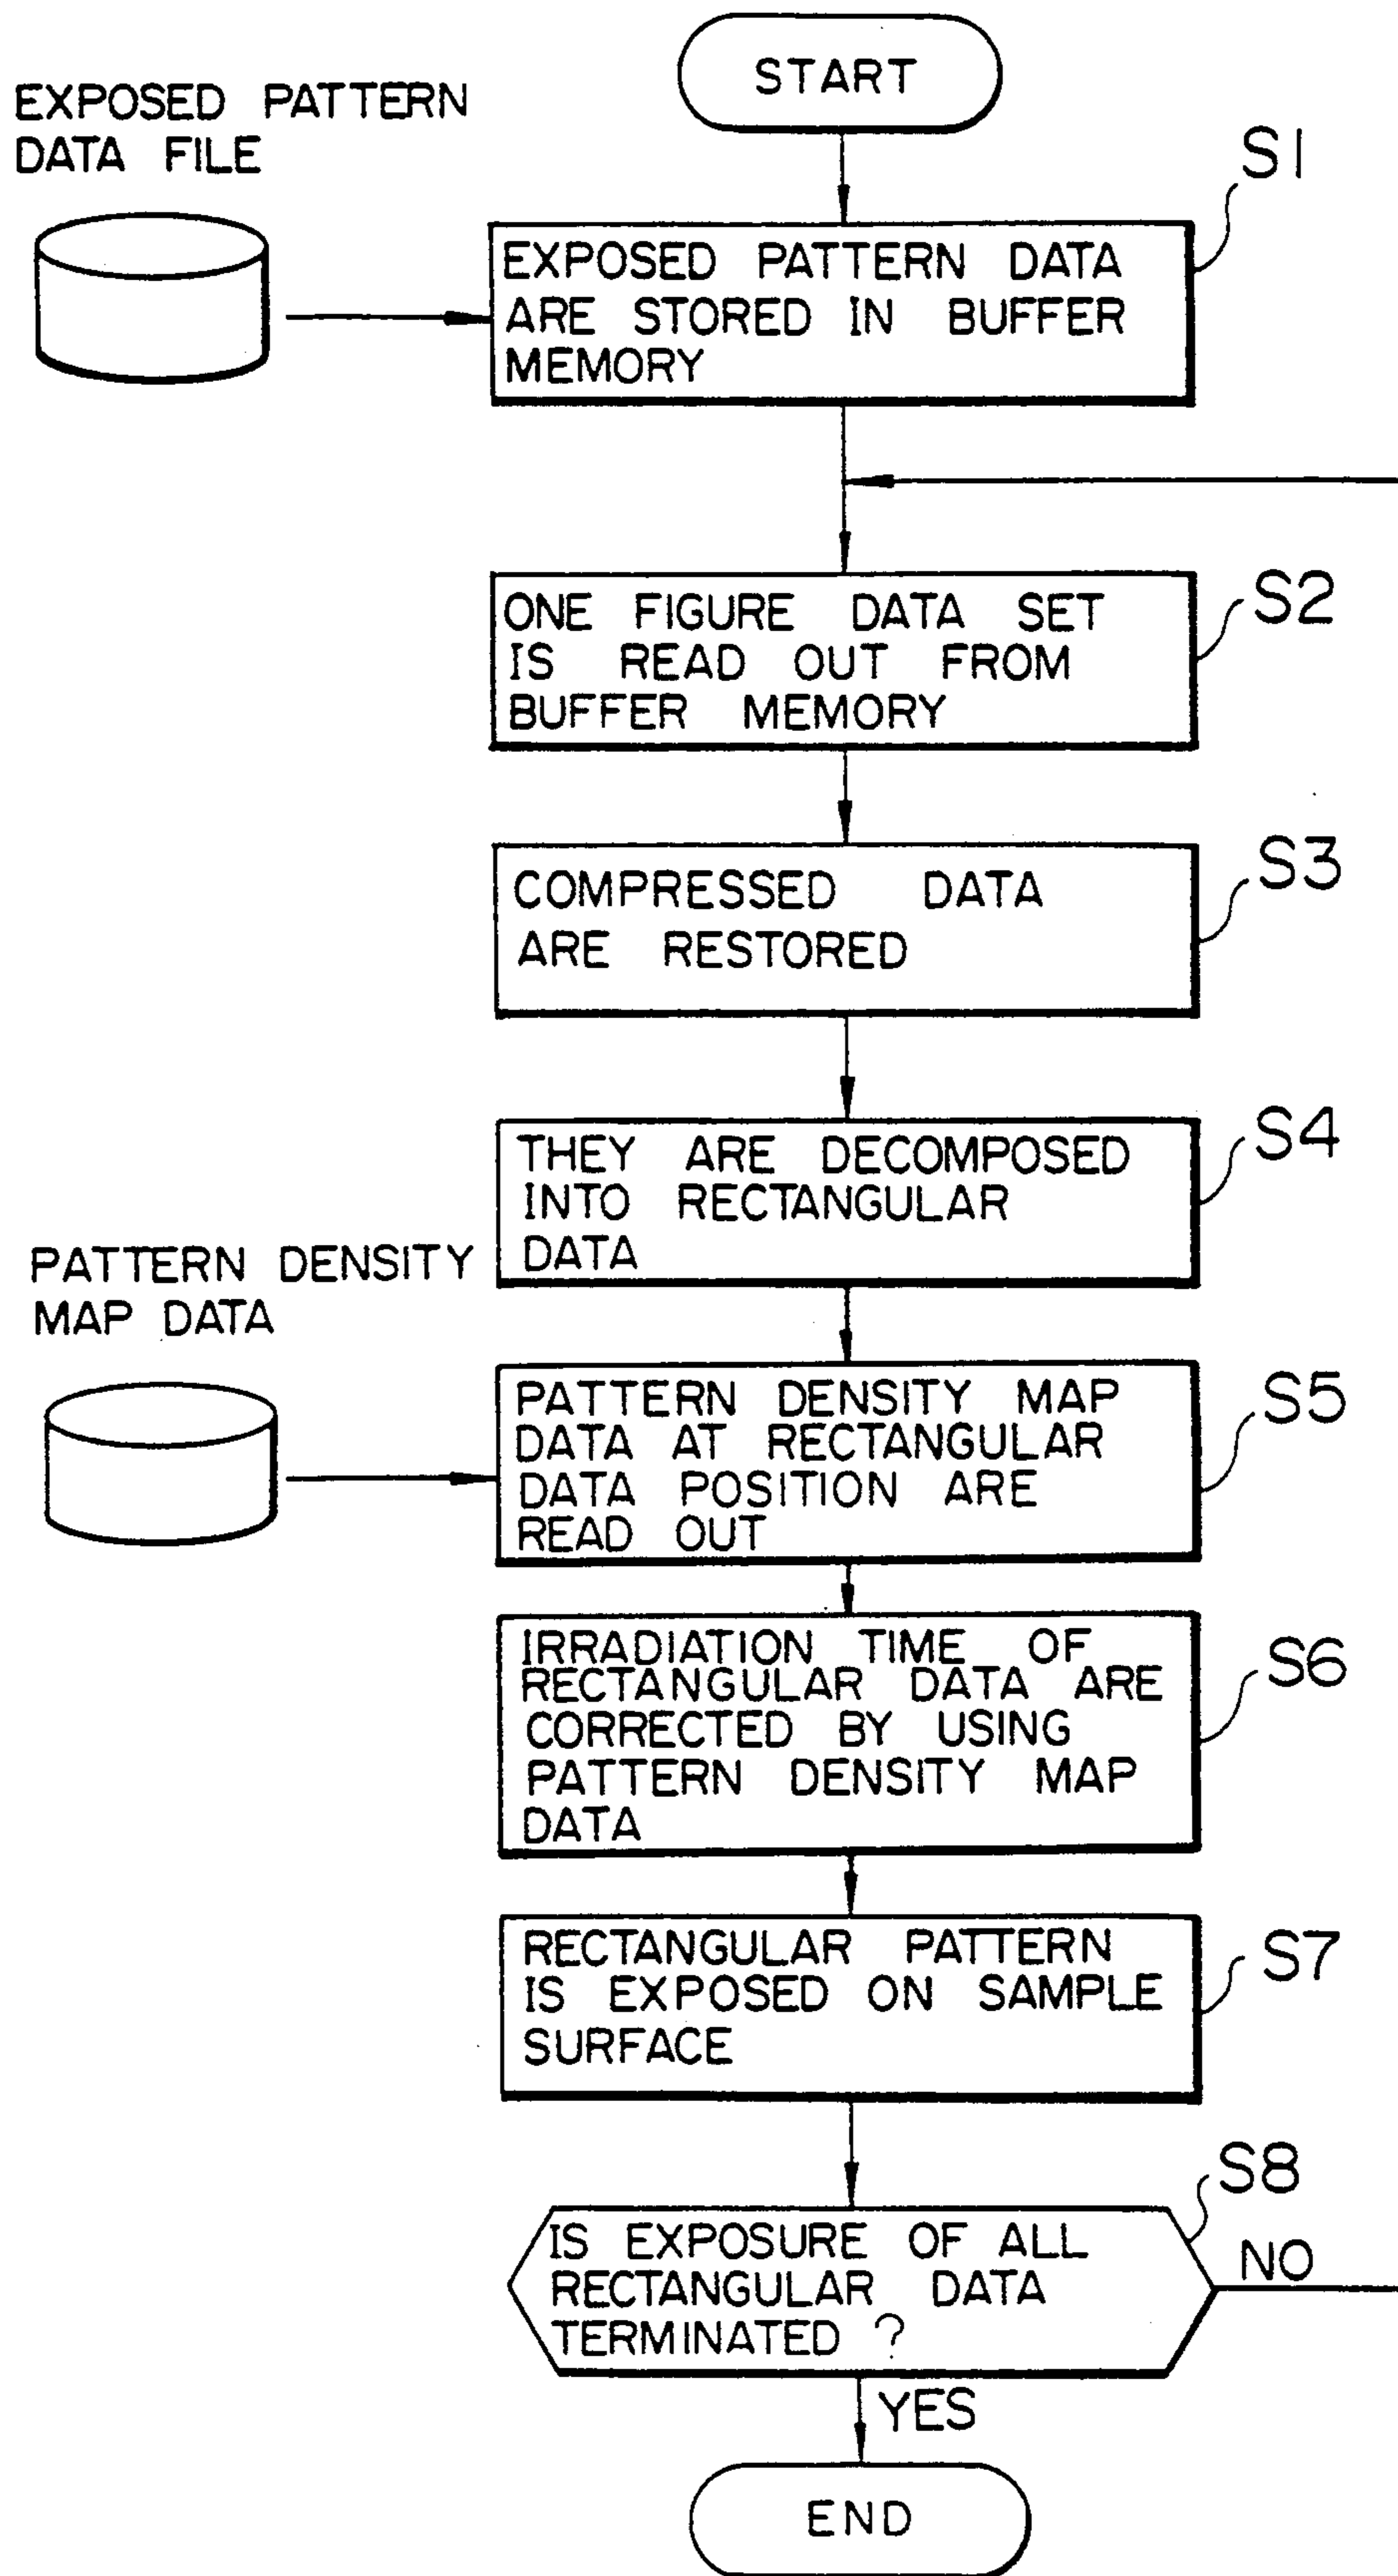 START
EXPOSED PATTERN
DATA FILE
S1
EXPOSED PATTERN DATA
ARE STORED IN BUFFER
MEMORY
S2
ONE FIGURE DATA SET
IS READ OUT FROM
BUFFER MEMORY
S3
COMPRESSED DATA
ARE RESTORED
S4
THEY ARE DECOMPOSED
INTO RECTANGULAR
DATA
PATTERN DENSITY
MAP DATA
S5
PATTERN DENSITY MAP
DATA AT RECTANGULAR
DATA POSITION ARE
READ OUT
S6
IRRADIATION TIME OF
RECTANGULAR DATA ARE
CORRECTED BY USING
PATTERN DENSITY MAP
DATA
S7
RECTANGULAR PATTERN
IS EXPOSED ON SAMPLE
SURFACE
S8
IS EXPOSURE OF ALL
RECTANGULAR DATA
TERMINATED ?
NO
YES
END